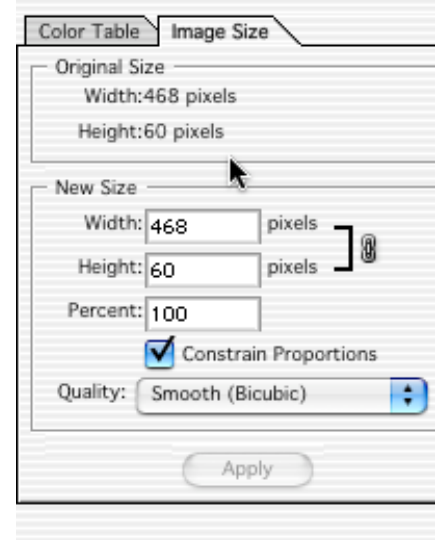 Color Table Image Size
Original Size
Width:468 pixels
Height:60 pixels
New Size
Width: 468 pixels
Height: 60 pixels
Percent: 100
Constrain Proportions
Quality: Smooth (Bicubic)
Apply